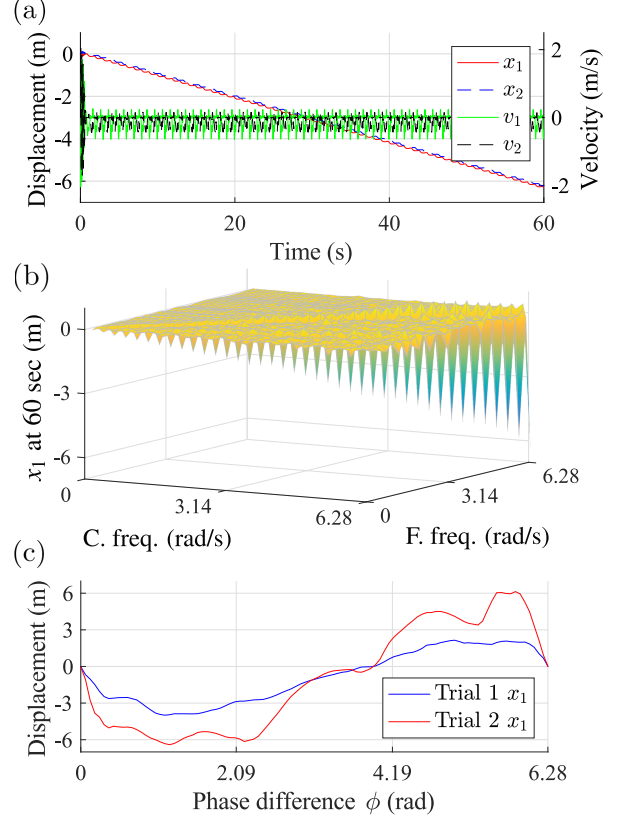 (a)
Displacement (m)
0
-2
-4
-6
2
0
-2
Velocity (m/s)
x1
x2
v1
v2
0
20
40
60
Time (s)
(b)
x1 at 60 sec (m)
0
-3
-6
0
3.14
6.28
C. freq. (rad/s)
0
3.14
6.28
F. freq. (rad/s)
(c)
Displacement (m)
6
3
0
-3
-6
Trial 1 x1
Trial 2 x1
0
2.09
4.19
6.28
Phase difference ϕ (rad)